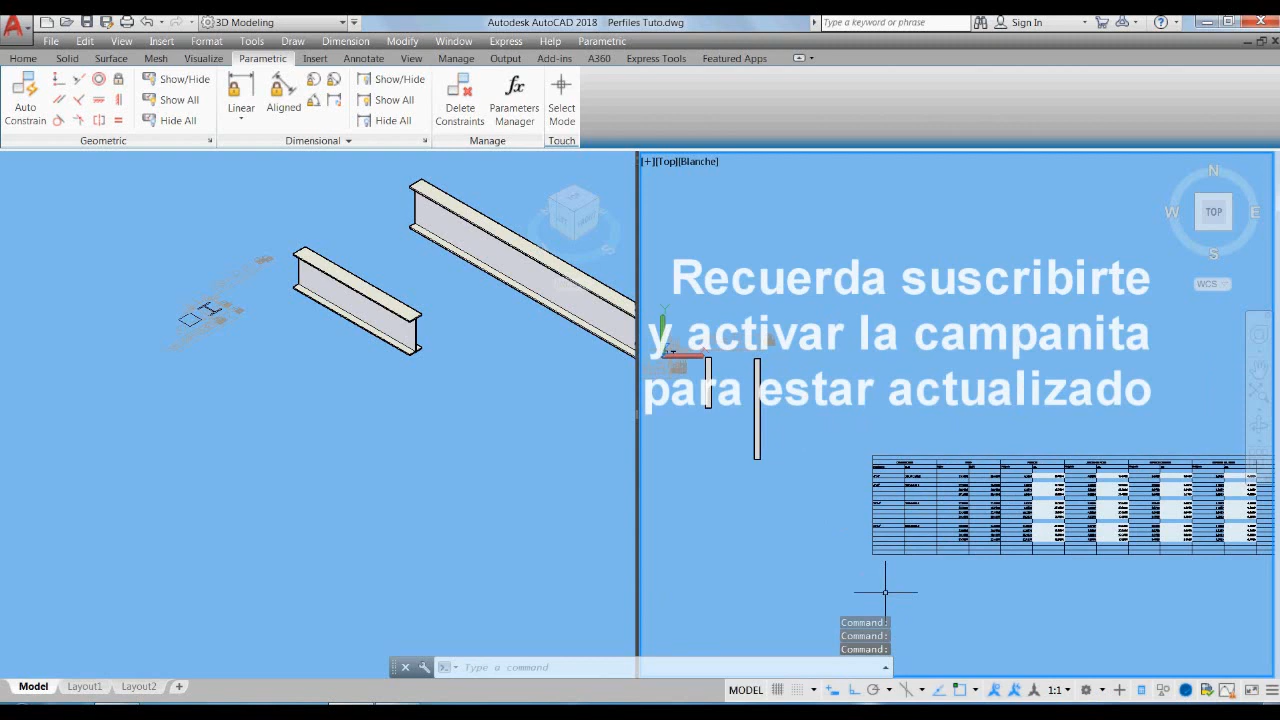 3D Modeling
Autodesk AutoCAD 2018
Perfiles Tuto.dwg
Type a keyword or phrase
Sign In
File Edit View Insert Format Tools Draw Dimension Modify Window Express Help Parametric
Home Solid Surface Mesh Visualize Parametric Insert Annotate View Manage Output Add-ins A360 Express Tools Featured Apps
Auto
Constrain
Show/Hide
Show All
Hide All
Geometric
Linear
Aligned
Show/Hide
Show All
Hide All
Dimensional
Delete
Constraints
Parameters
Manager
Manage
Select
Mode
Touch
[+][Top][Blanche]
N
W
TOP
E
S
WCS
Recuerda suscribirte
y activar la campanita
para estar actualizado
Command:
Command:
Command:
Type a command
Model Layout1 Layout2 +
MODEL
1:1